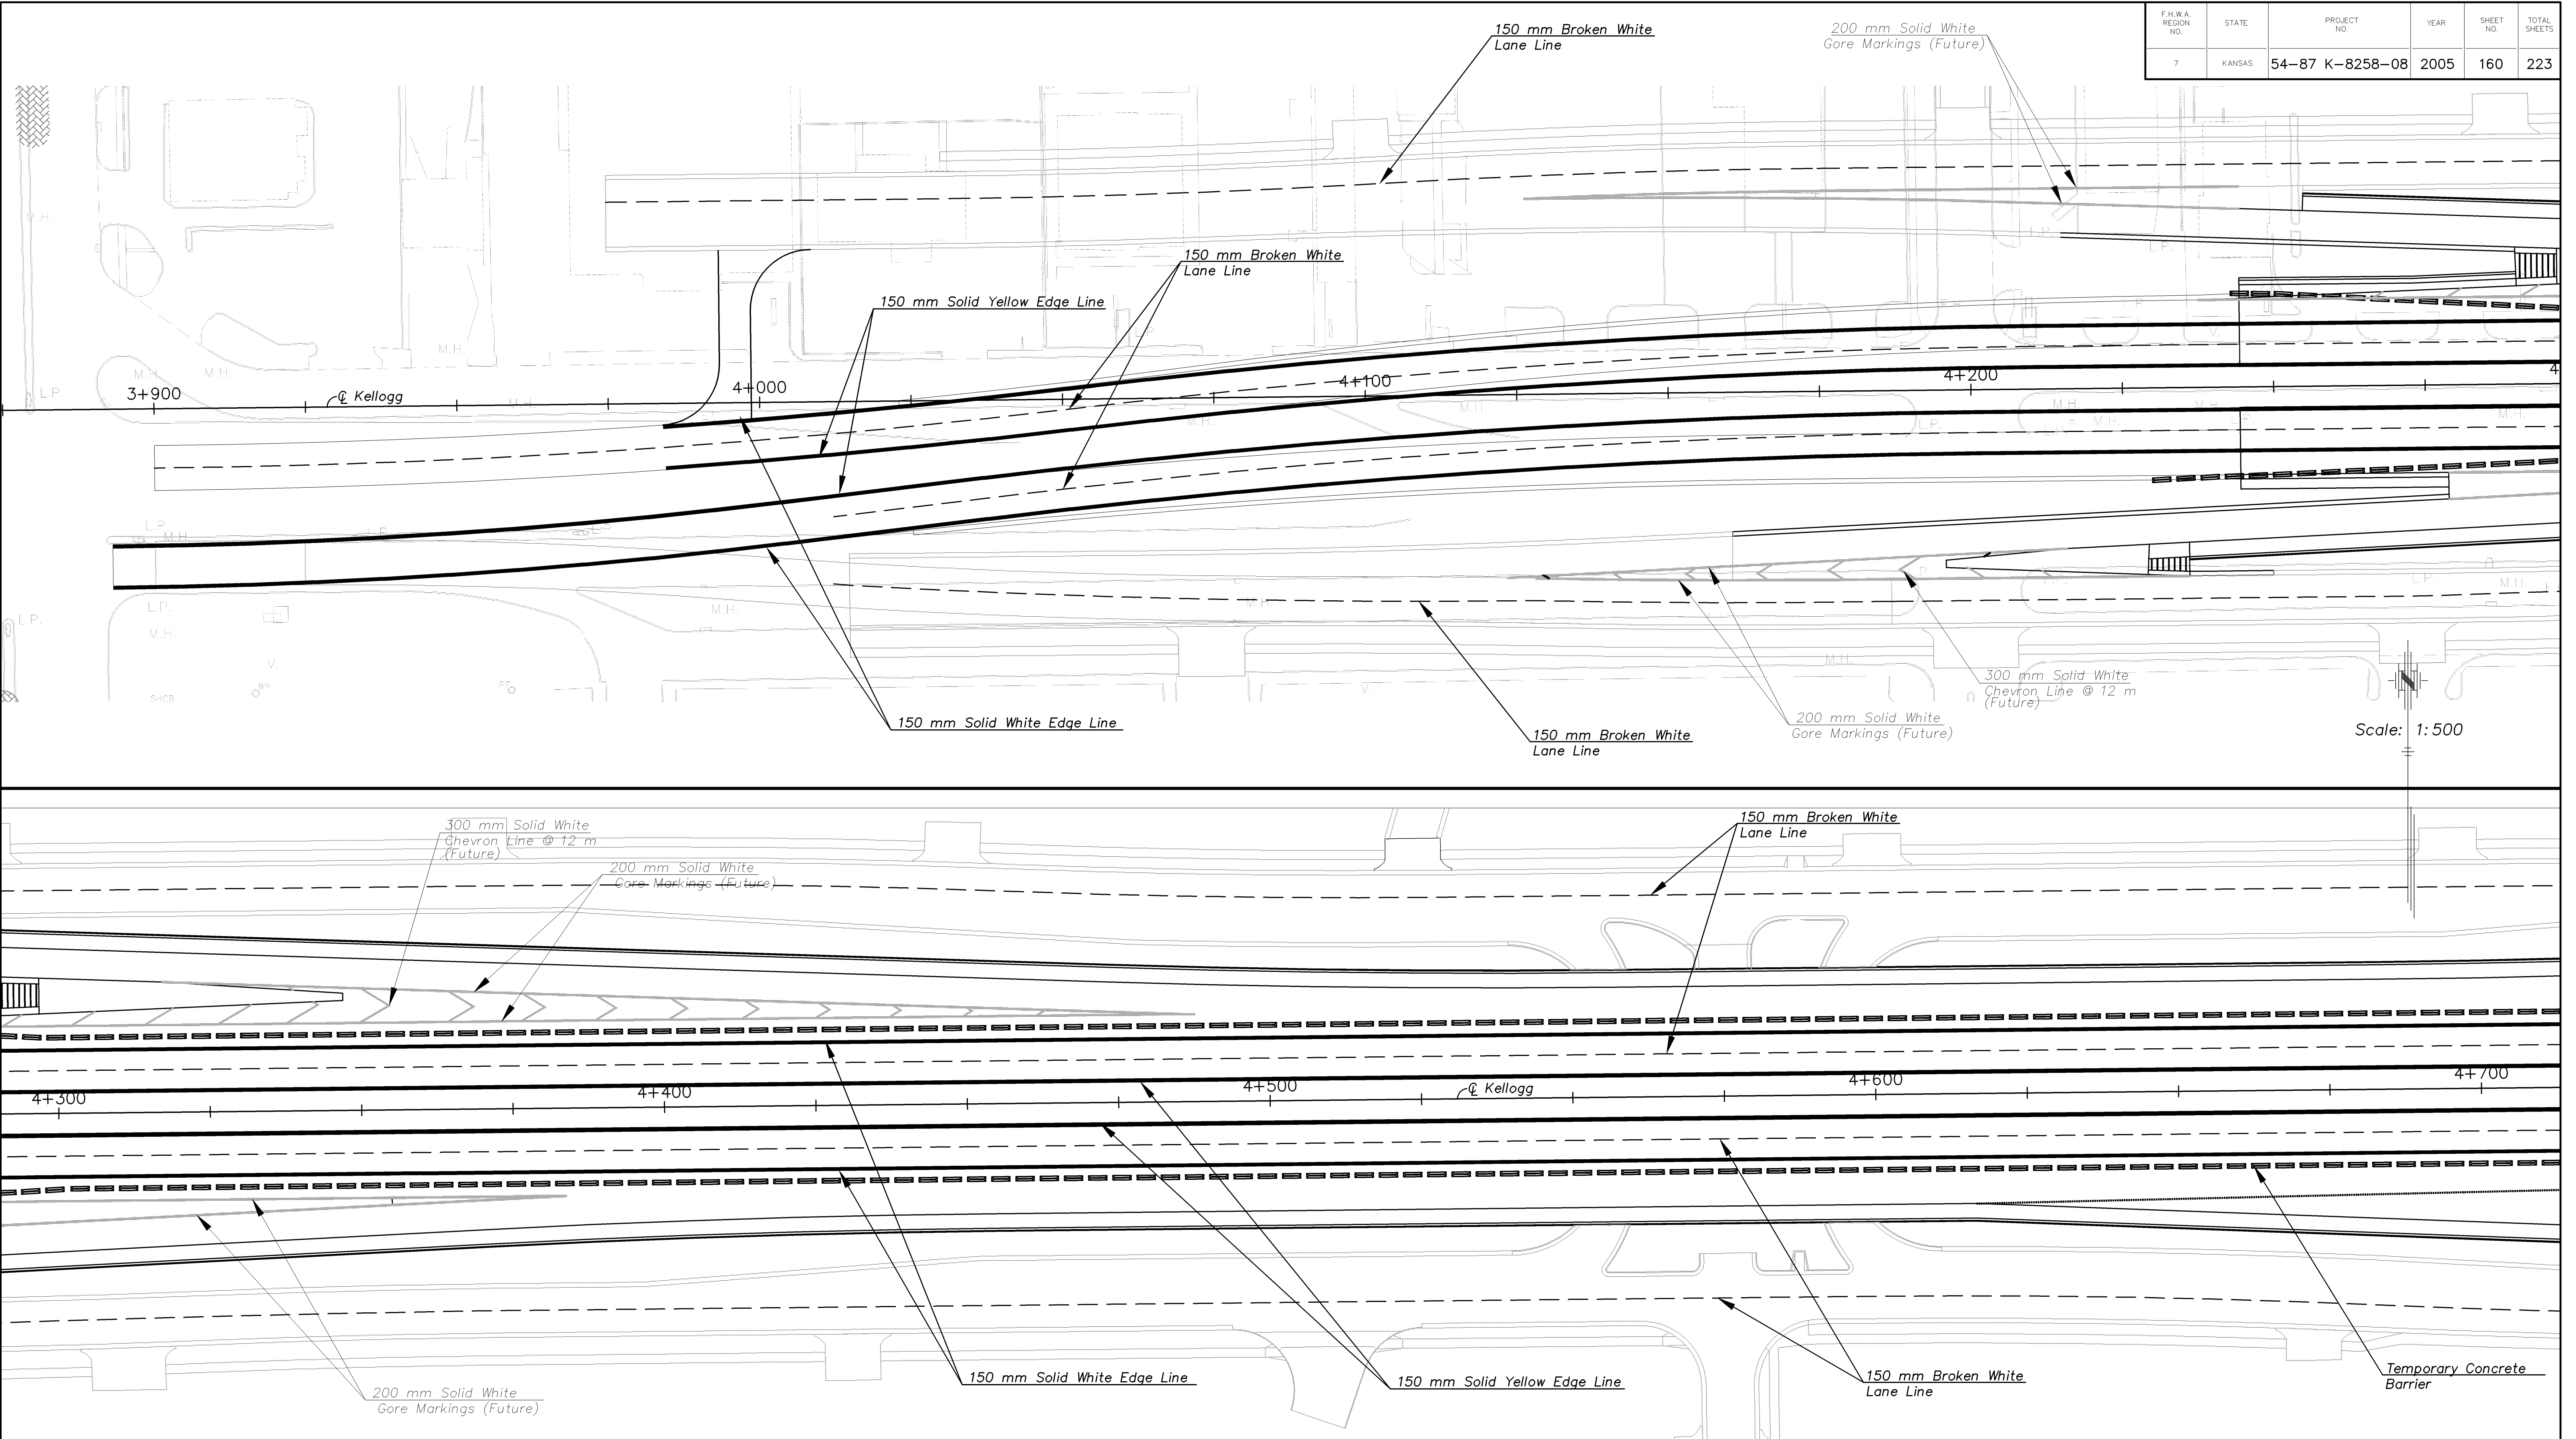 F.H.W.A. REGION NO.
STATE
PROJECT NO.
YEAR
SHEET NO.
TOTAL SHEETS
7
KANSAS
54-87 K-8258-08
2005
160
223
150 mm Broken White
Lane Line
200 mm Solid White
Gore Markings (Future)
M.H.
L.P.
L.P.
150 mm Broken White
Lane Line
150 mm Solid Yellow Edge Line
L.P.
P
V.
M.H.
M.H.
M.H.
L.P.
3+900
℄ Kellogg
M.H.
4+000
4+100
4+200
4
M.H.
M.H.
L.P.
M.H.
M.H.
M.H.
L.P.
M.H.
L.P.
M.H.
L.P.
L.P.
L.P.
M.H.
V.
SHCB
M.H.
M.H.
L.P.
M.H.
M.H.
V.
150 mm Solid White Edge Line
150 mm Broken White
Lane Line
200 mm Solid White
Gore Markings (Future)
300 mm Solid White
Chevron Line @ 12 m
(Future)
Scale: 1:500
300 mm Solid White
Chevron Line @ 12 m
(Future)
200 mm Solid White
Gore Markings (Future)
150 mm Broken White
Lane Line
4+300
4+400
4+500
℄ Kellogg
4+600
4+700
200 mm Solid White
Gore Markings (Future)
150 mm Solid White Edge Line
150 mm Solid Yellow Edge Line
150 mm Broken White
Lane Line
Temporary Concrete
Barrier